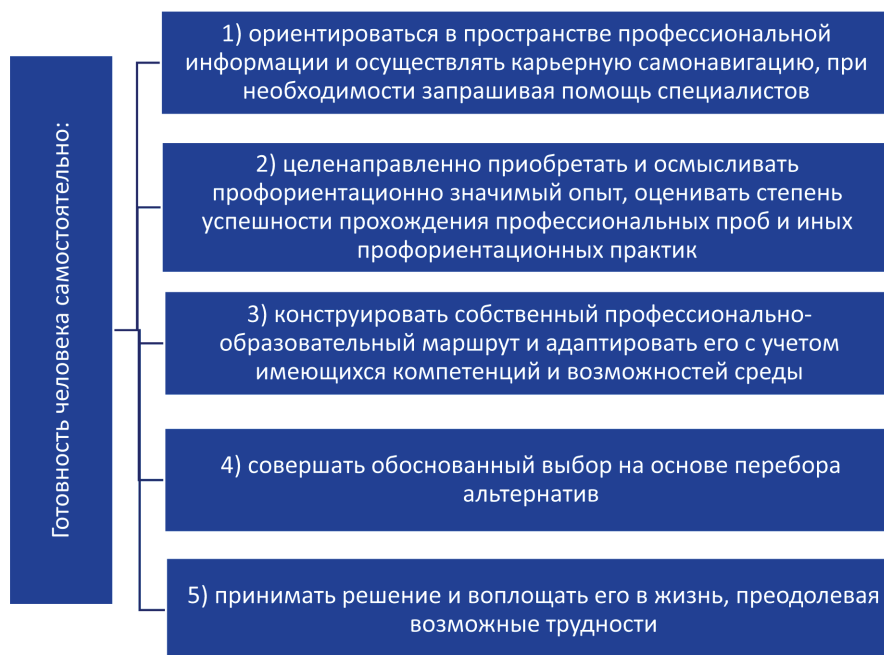 Готовность человека самостоятельно:
1) ориентироваться в пространстве профессиональной
информации и осуществлять карьерную самонавигацию, при
необходимости запрашивая помощь специалистов
2) целенаправленно приобретать и осмысливать
профориентационно значимый опыт, оценивать степень
успешности прохождения профессиональных проб и иных
профориентационных практик
3) конструировать собственный профессионально-
образовательный маршрут и адаптировать его с учетом
имеющихся компетенций и возможностей среды
4) совершать обоснованный выбор на основе перебора
альтернатив
5) принимать решение и воплощать его в жизнь, преодолевая
возможные трудности